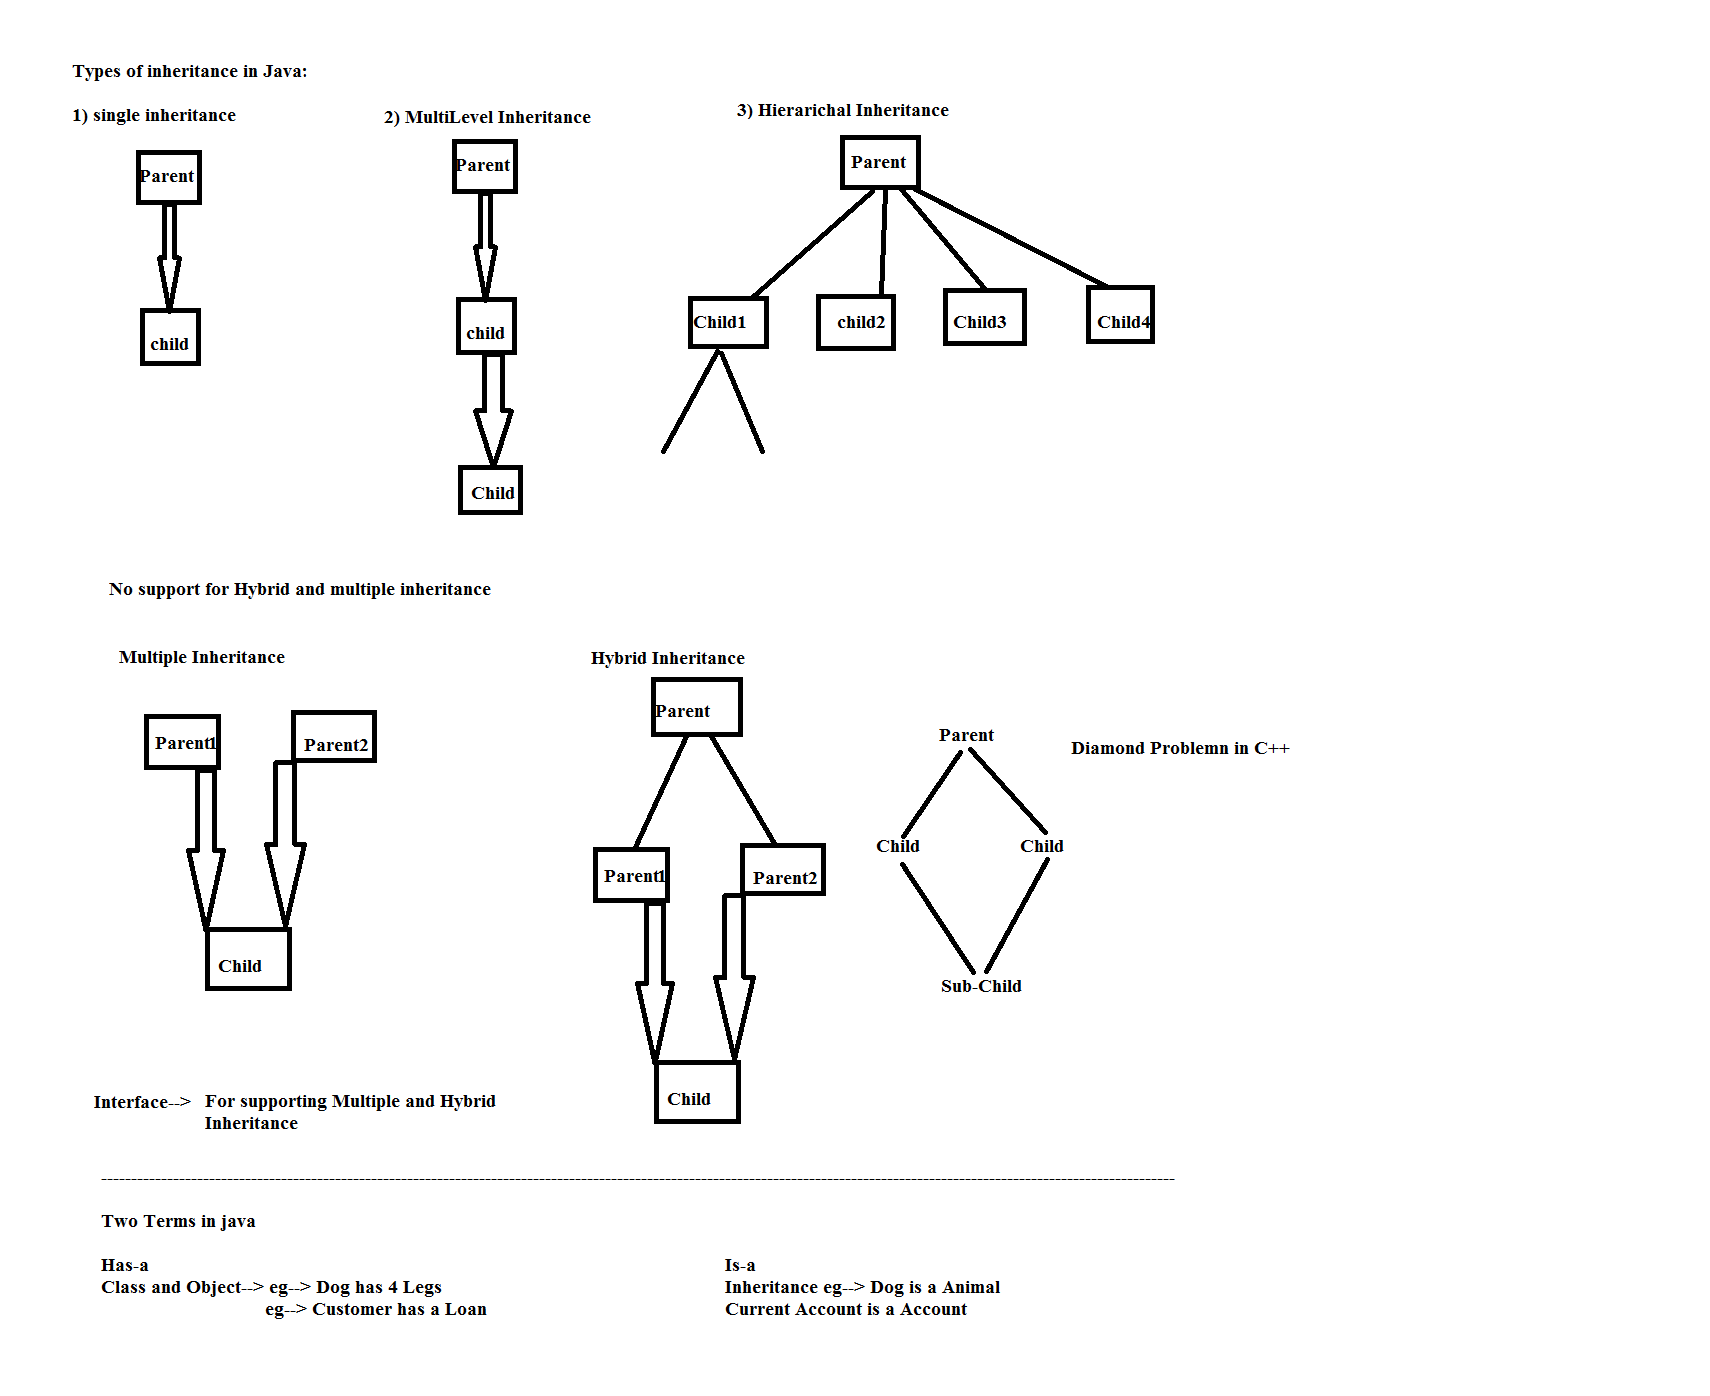 Types of inheritance in Java:
1) single inheritance
2) MultiLevel Inheritance
3) Hierarichal Inheritance
Parent
child
Parent
child
Child
Parent
Child1
child2
Child3
Child4
No support for Hybrid and multiple inheritance
Multiple Inheritance
Parent1
Parent2
Child
Hybrid Inheritance
Parent
Parent1
Parent2
Child
Parent
Diamond Problemn in C++
Child
Child
Sub-Child
Interface--> For supporting Multiple and Hybrid
Inheritance
Two Terms in java
Has-a
Class and Object--> eg--> Dog has 4 Legs
eg--> Customer has a Loan
Is-a
Inheritance eg--> Dog is a Animal
Current Account is a Account